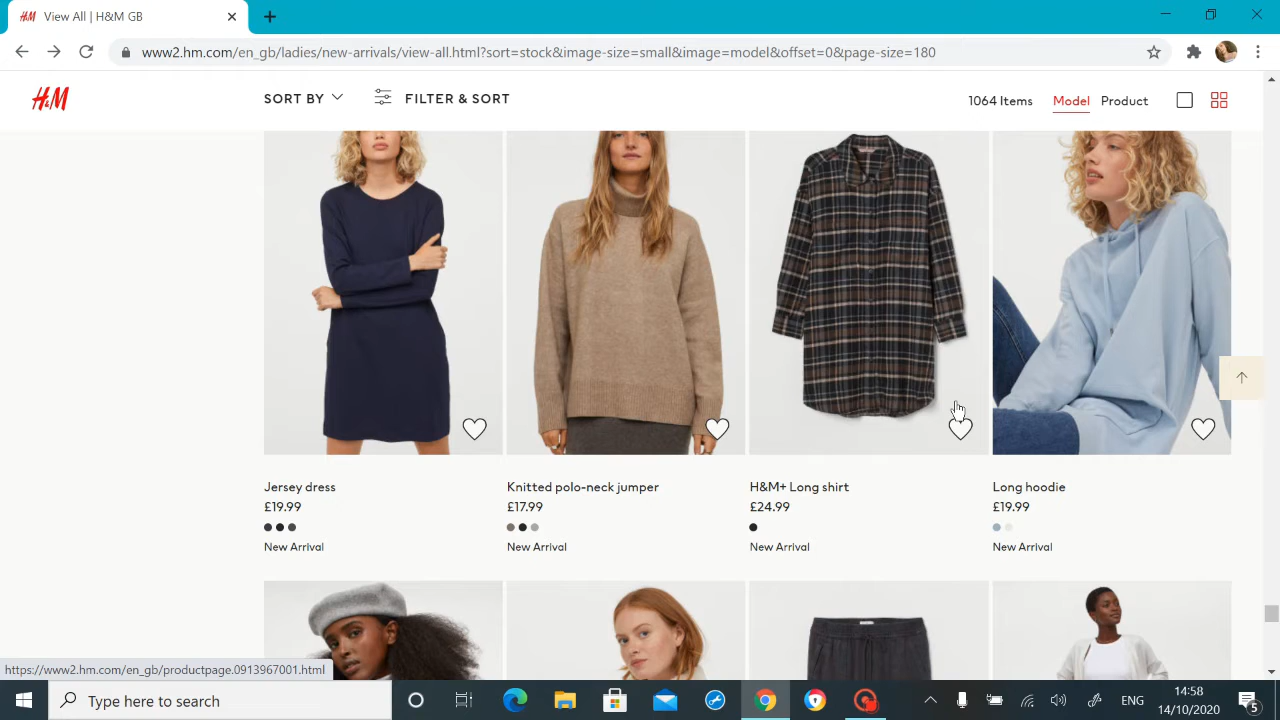 View All | H&M GB
www2.hm.com/en_gb/ladies/new-arrivals/view-all.html?sort=stock&image-size=small&image=model&offset=0&page-size=180
H&M
SORT BY
FILTER & SORT
1064 Items
Model
Product
Jersey dress
£19.99
New Arrival
Knitted polo-neck jumper
£17.99
New Arrival
H&M+ Long shirt
£24.99
New Arrival
Long hoodie
£19.99
New Arrival
https://www2.hm.com/en_gb/productpage.0913967001.html
Type here to search
ENG
14:58
14/10/2020
5